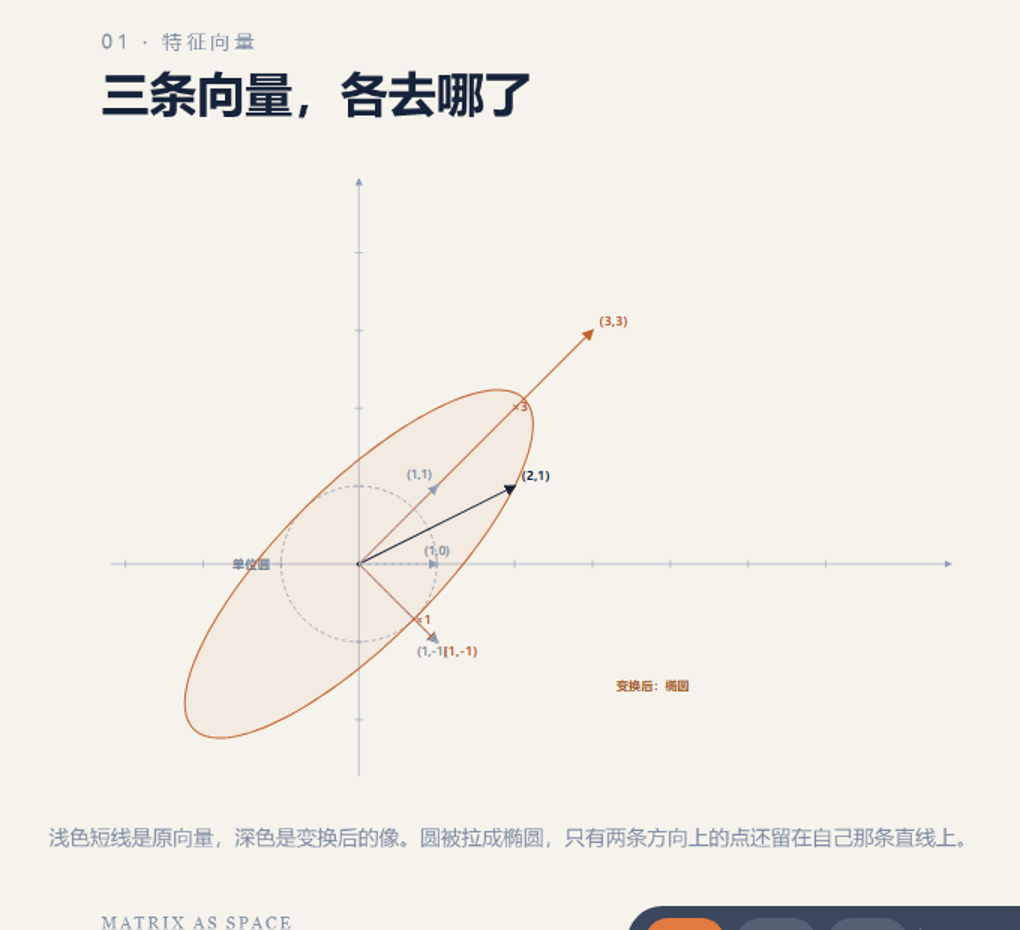 01 · 特征向量
三条向量，各去哪了
(3,3)
×3
(1,1)
(2,1)
(1,0)
单位圆
×1
(1,-1)
(1,-1)
变换后：椭圆
浅色短线是原向量，深色是变换后的像。圆被拉成椭圆，只有两条方向上的点还留在自己那条直线上。
MATRIX AS SPACE